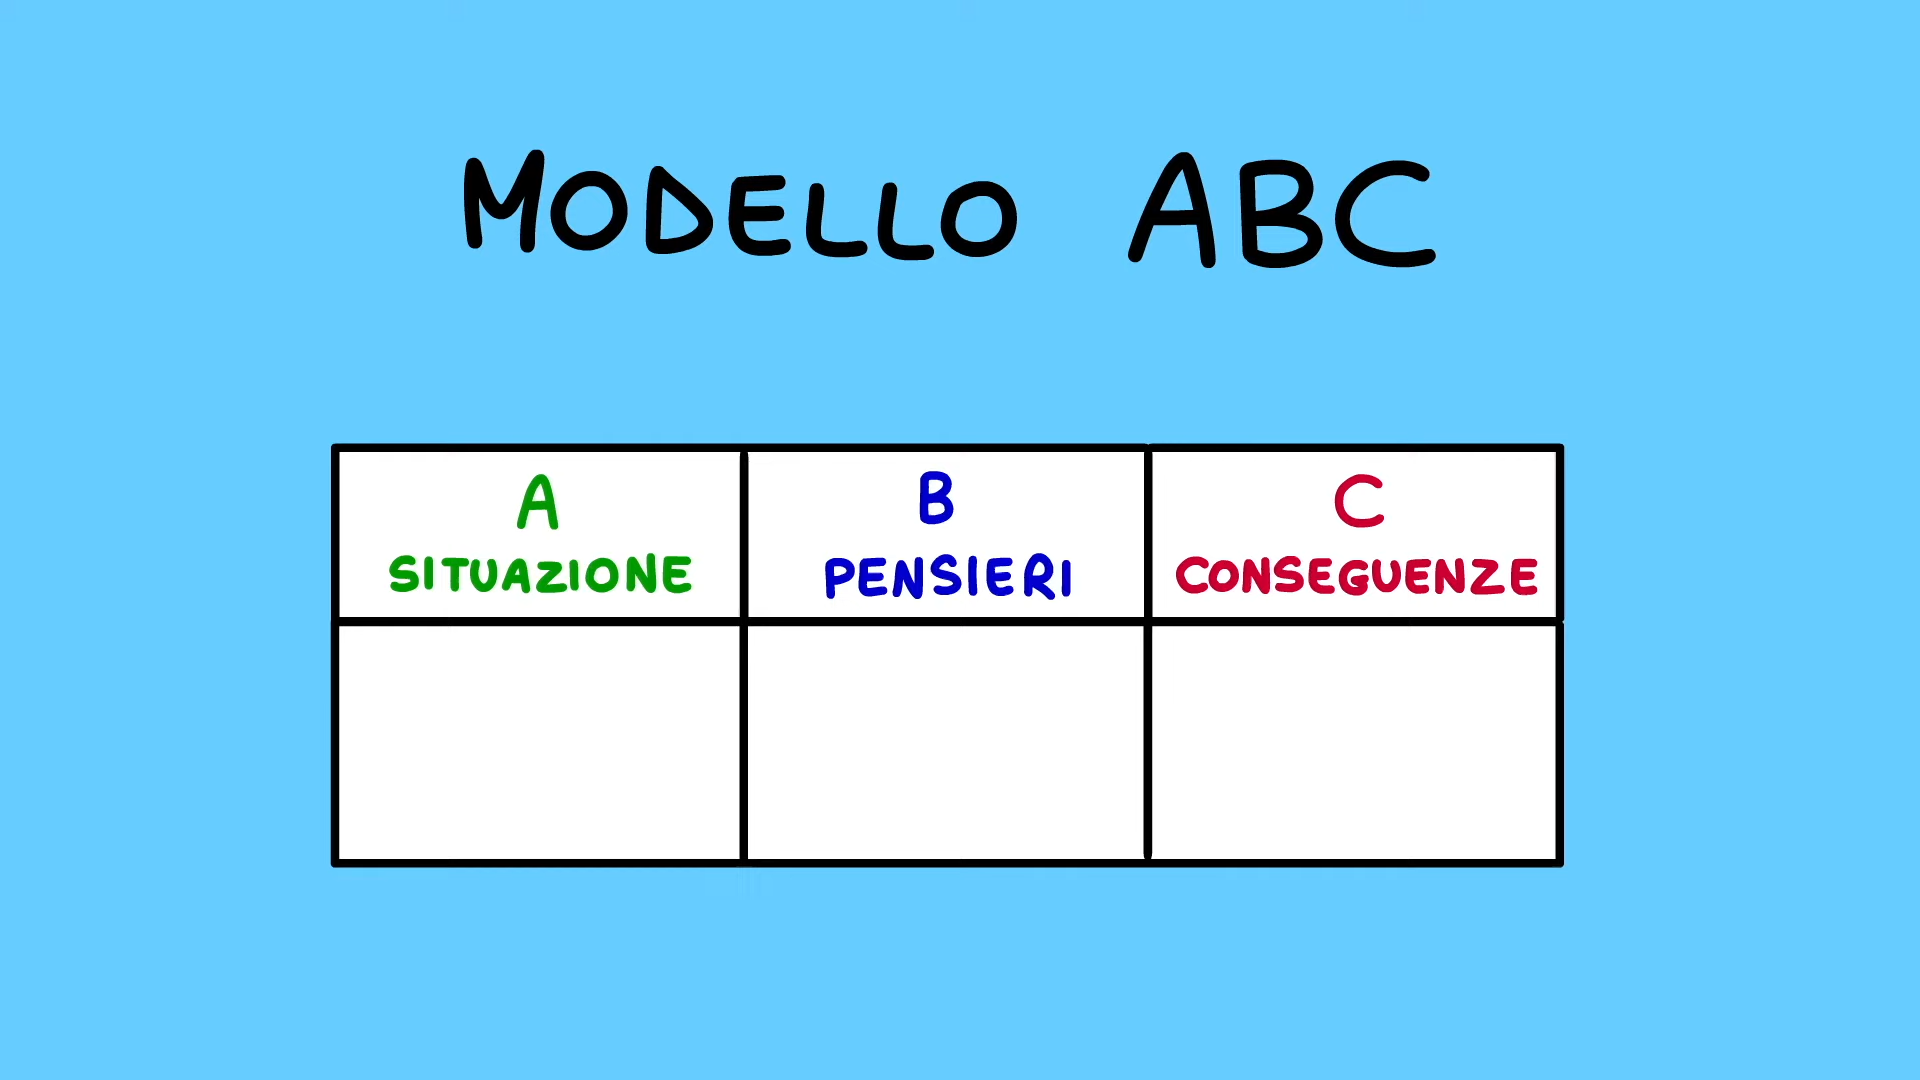 MODELLO ABC
A
SITUAZIONE
B
PENSIERI
C
CONSEGUENZE